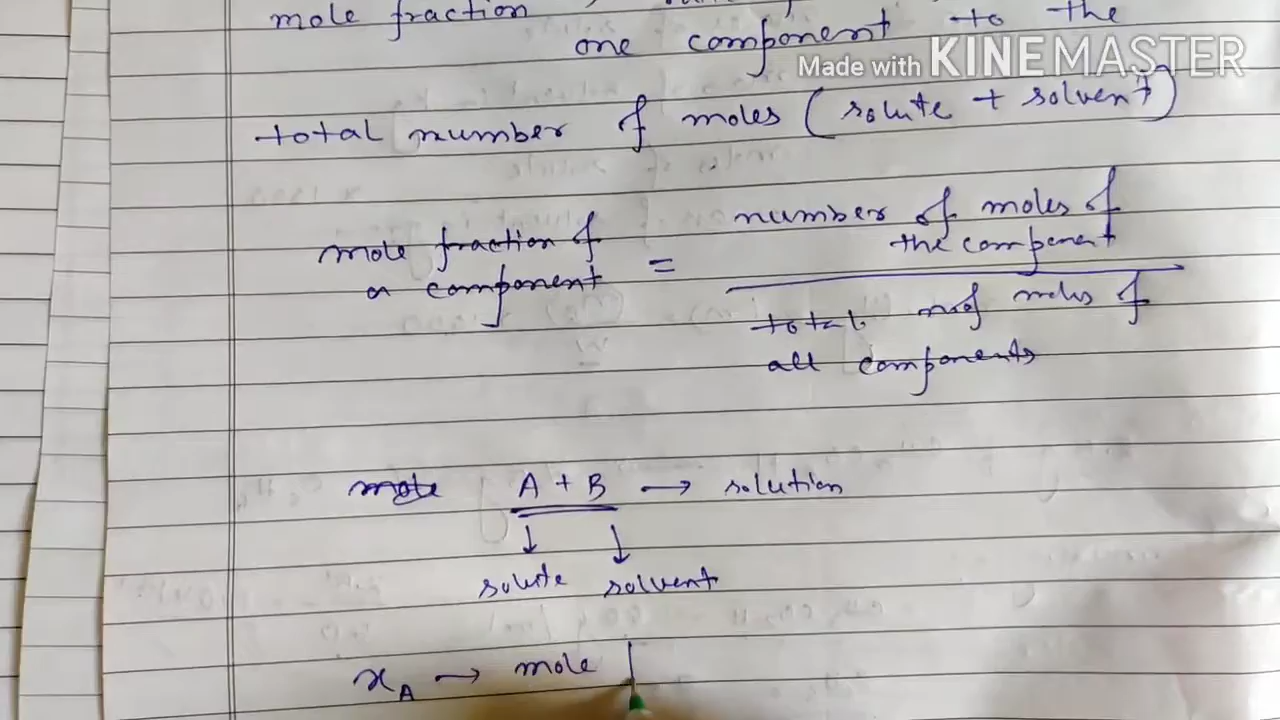 mole fraction
one component to the
Made with KINEMASTER
total number of moles (solute + solvent)
mole fraction of
a component
=
number of moles of
the component
total no of moles of
all components
mole A + B → solution
↓ ↓
solute solvent
xA → mole